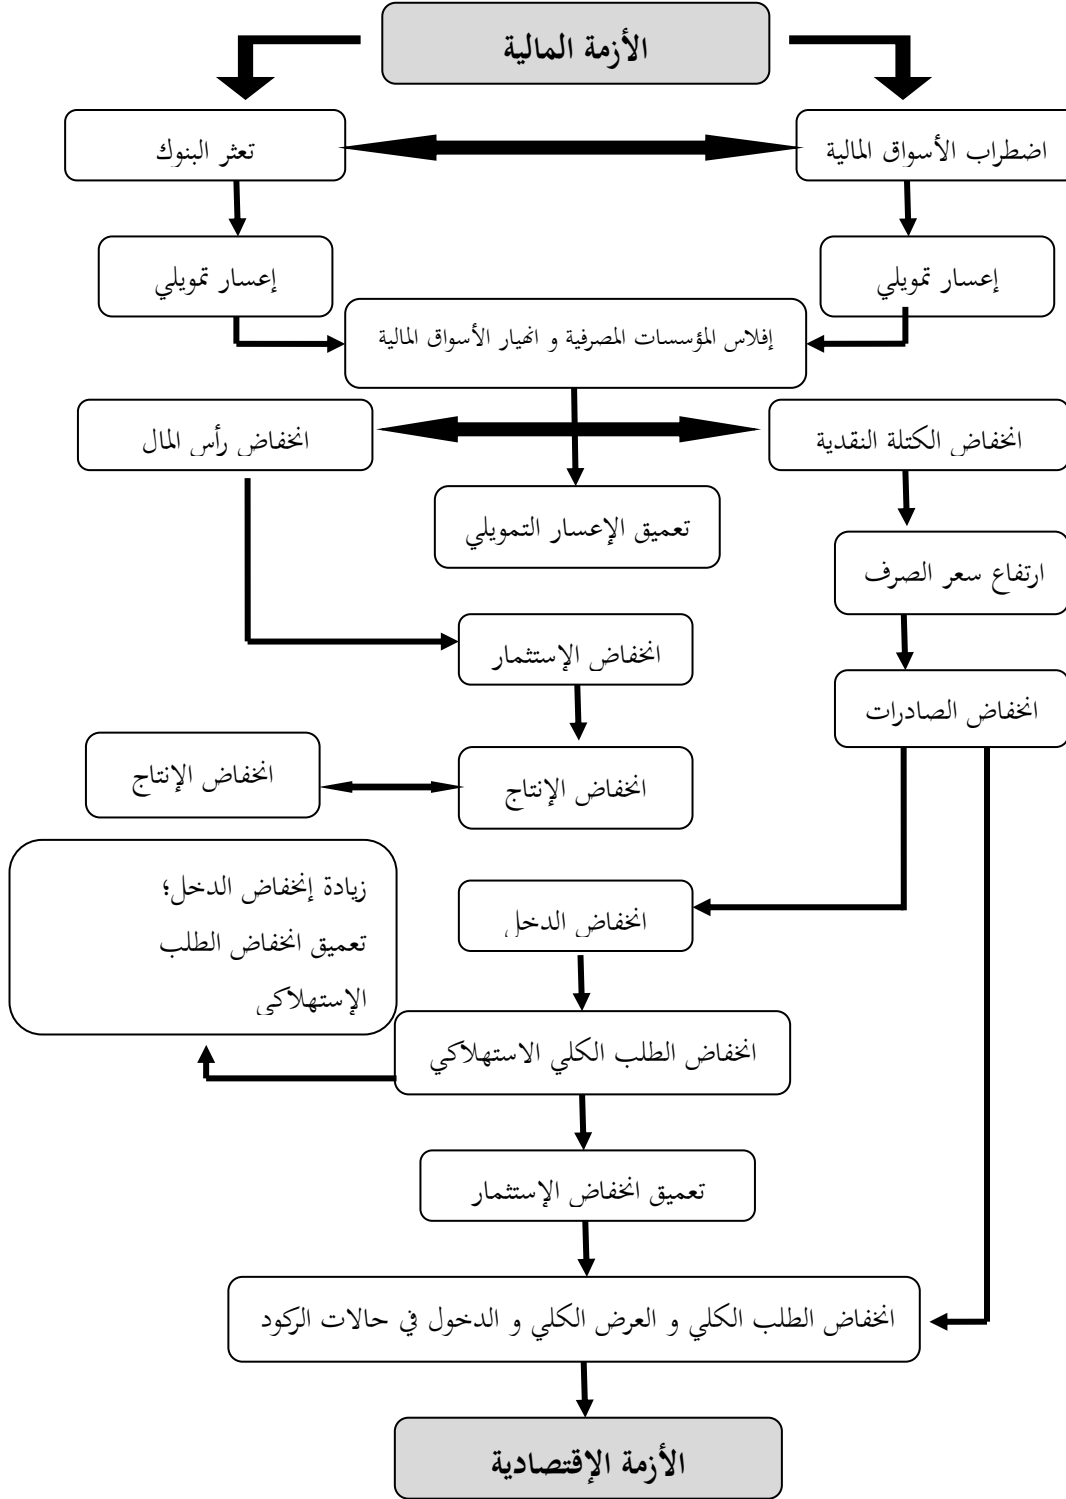 الأزمة المالية
اضطراب الأسواق المالية
تعثر البنوك
إعسار تمويلي
إعسار تمويلي
إفلاس المؤسسات المصرفية و انهيار الأسواق المالية
انخفاض الكتلة النقدية
انخفاض رأس المال
تعميق الإعسار التمويلي
ارتفاع سعر الصرف
انخفاض الإستثمار
انخفاض الصادرات
انخفاض الإنتاج
انخفاض الإنتاج
زيادة إنخفاض الدخل؛
تعميق انخفاض الطلب
الإستهلاكي
انخفاض الدخل
انخفاض الطلب الكلي الاستهلاكي
تعميق انخفاض الإستثمار
انخفاض الطلب الكلي و العرض الكلي و الدخول في حالات الركود
الأزمة الإقتصادية